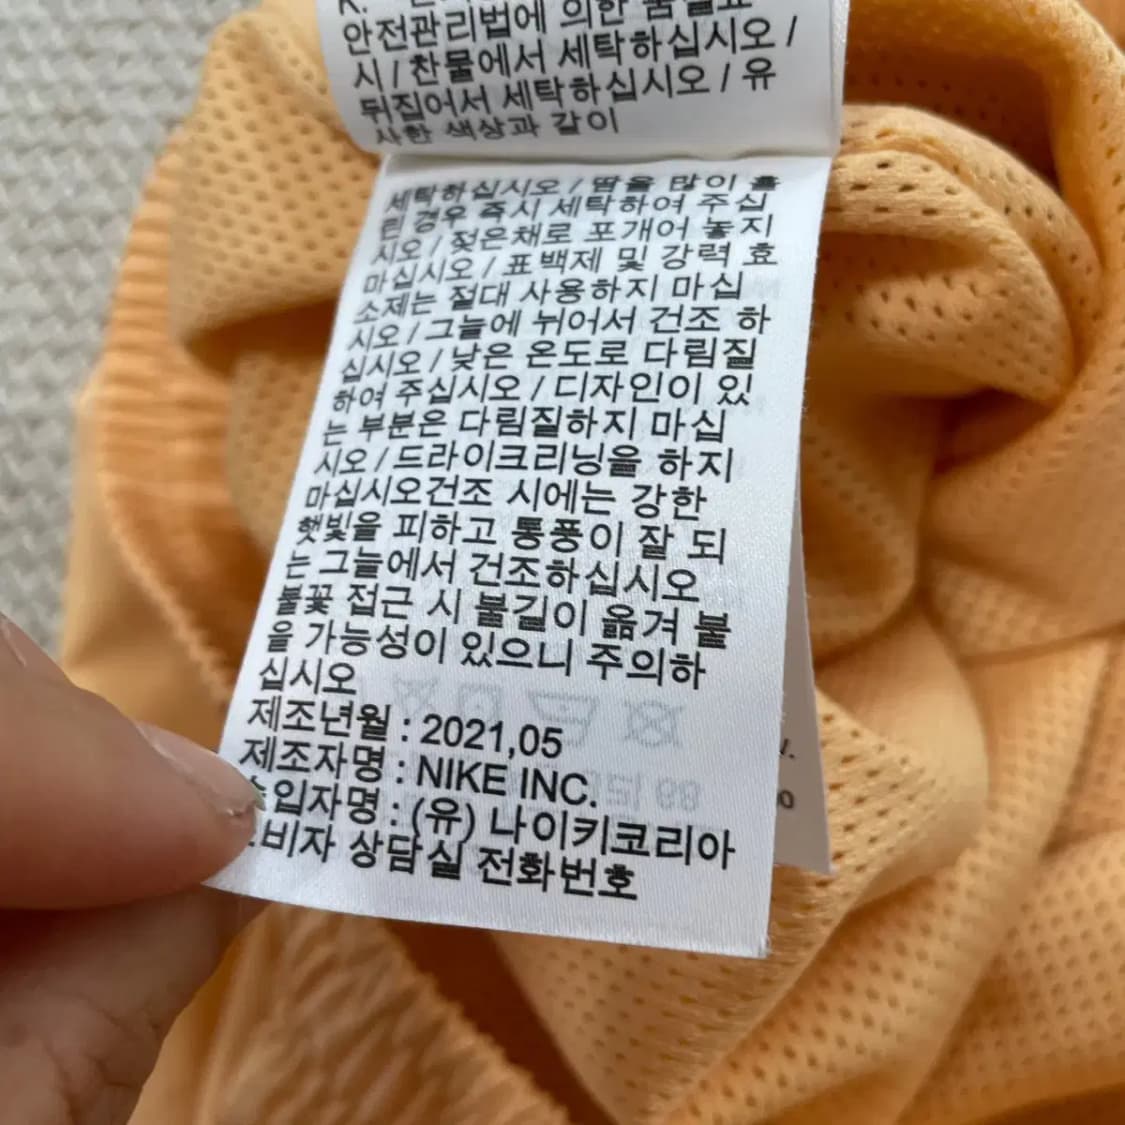 안전관리법에 의한 품질표
시 / 찬물에서 세탁하십시오 /
뒤집어서 세탁하십시오 / 유
사한 색상과 같이
세탁하십시오 / 땀을 많이 흘
린 경우 즉시 세탁하여 주십
시오 / 젖은채로 포개어 놓지
마십시오 / 표백제 및 강력 효
소제는 절대 사용하지 마십
시오 / 그늘에 뉘어서 건조 하
십시오 / 낮은 온도로 다림질
하여 주십시오 / 디자인이 있
는 부분은 다림질하지 마십
시오 / 드라이크리닝을 하지
마십시오건조 시에는 강한
햇빛을 피하고 통풍이 잘 되
는 그늘에서 건조하십시오
불꽃 접근 시 불길이 옮겨 붙
을 가능성이 있으니 주의하
십시오
제조년월 : 2021,05
제조자명 : NIKE INC.
입자명 : (유) 나이키코리아
비자 상담실 전화번호